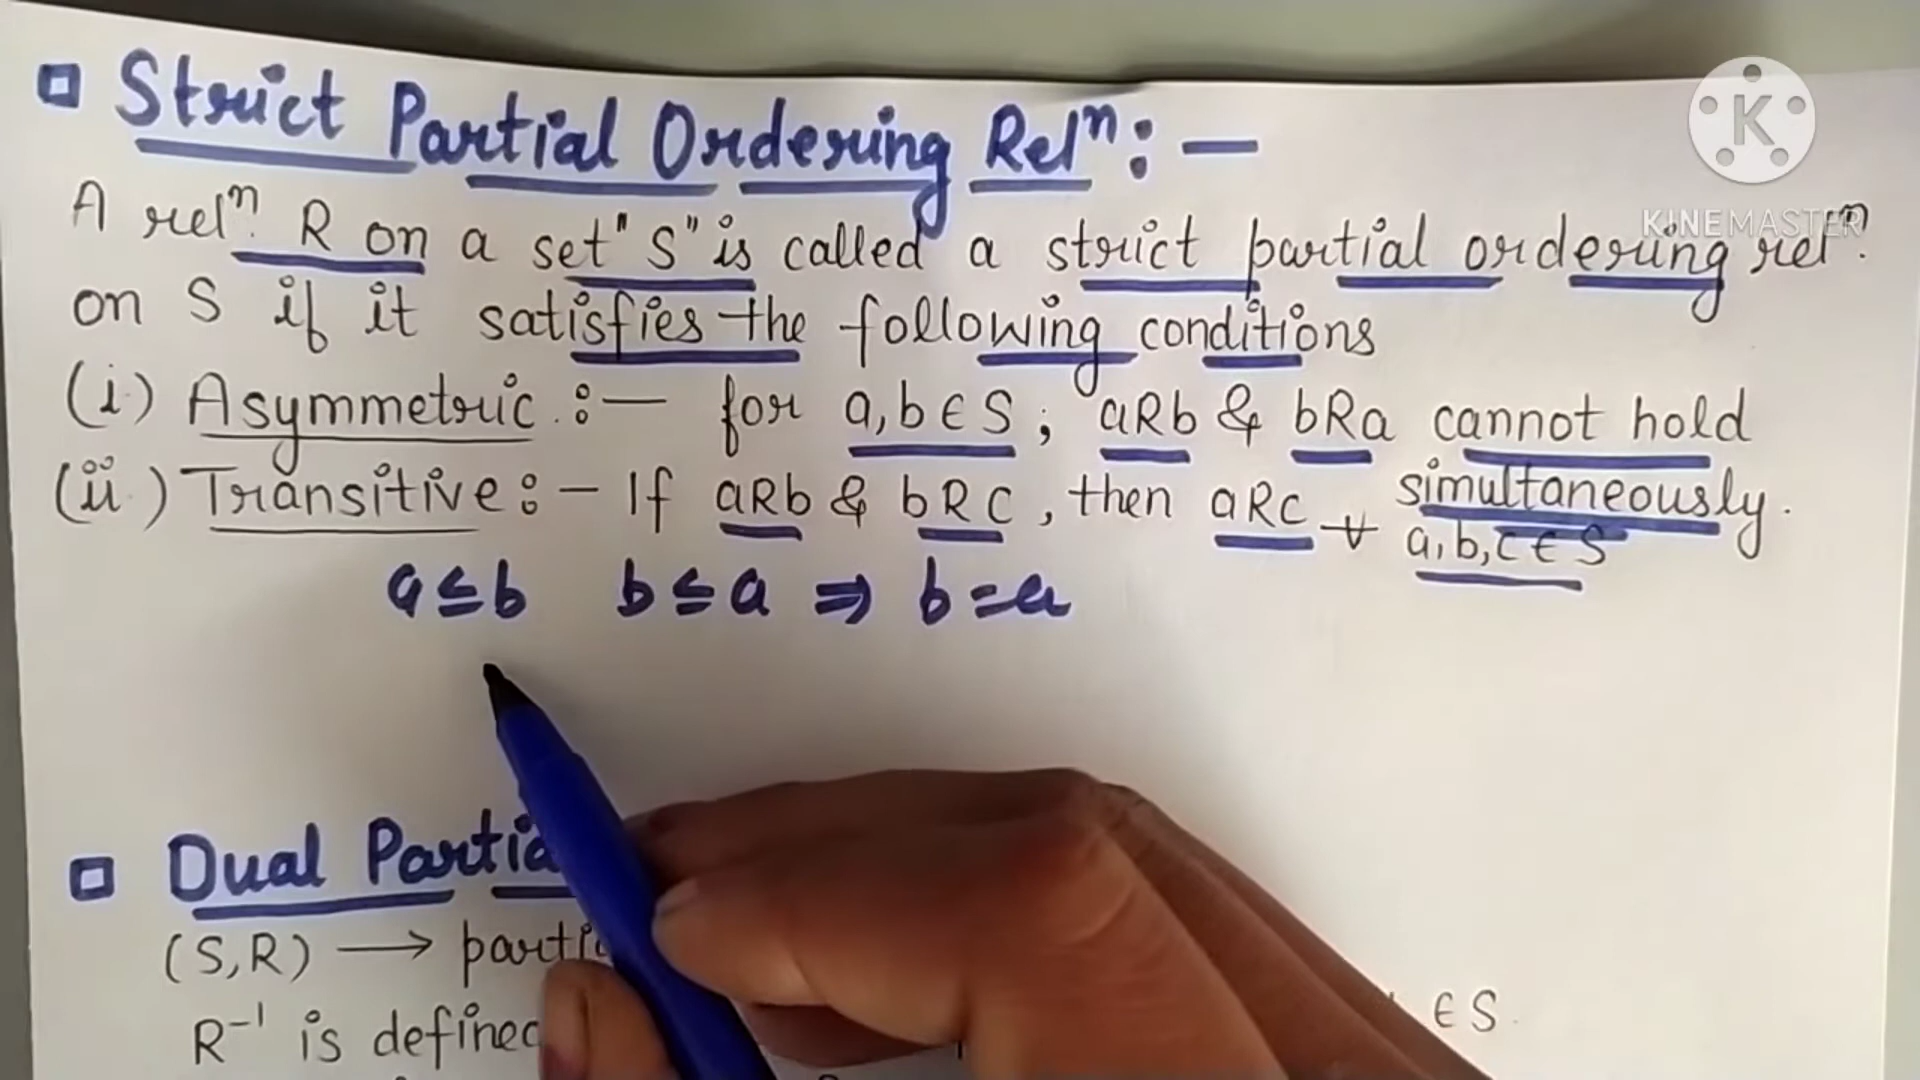 Strict Partial Ordering Relⁿ : —
K
KINEMASTER
A relⁿ. R on a set "S" is called a strict partial ordering relⁿ.
on S if it satisfies the following conditions
(i) Asymmetric :— for a, b ∈ S ; aRb & bRa cannot hold simultaneously.
(ii) Transitive :— If aRb & bRc , then aRc ∀ a, b, c ∈ S
a ≤ b b ≤ a ⇒ b = a
Dual
(S, R) ⟶
R⁻¹ is defined ∈ S.